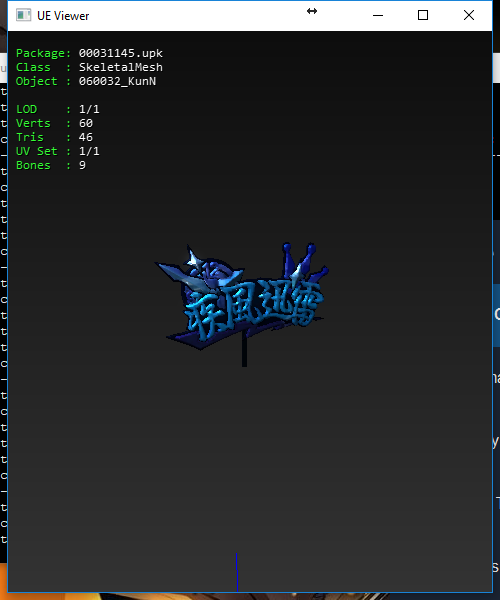 UE Viewer
Package: 00031145.upk
Class : SkeletalMesh
Object : 060032_KunN
LOD : 1/1
Verts : 60
Tris : 46
UV Set : 1/1
Bones : 9
疾風迅雷